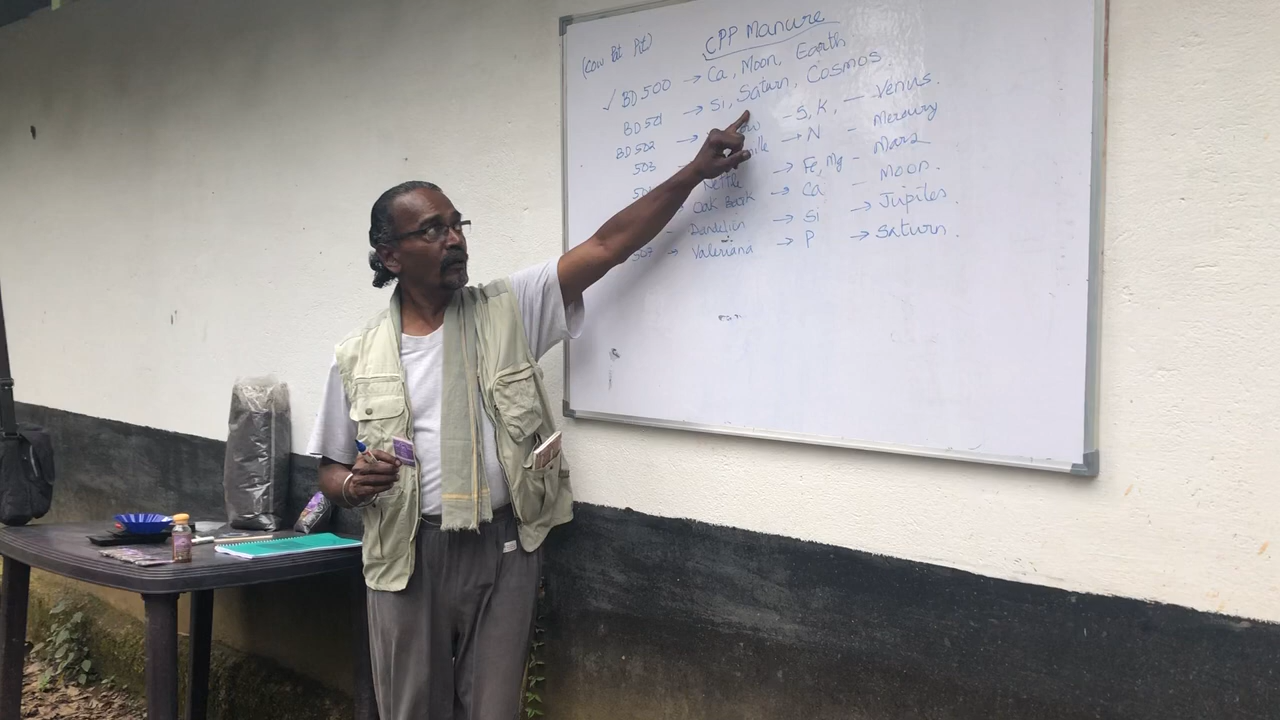 CPP Manure
(Cow Pat Pit)
✓ BD 500 → Ca, Moon, Earth
BD 501 → Si, Saturn, Cosmos.
BD 502 → - S, K, — Venus.
503 - → N - Mercury
Nettle → Fe, Mg - Mars
Oak Bark → Ca - Moon.
Dandelion → Si → Jupiter.
507 → Valeriana → P → Saturn.